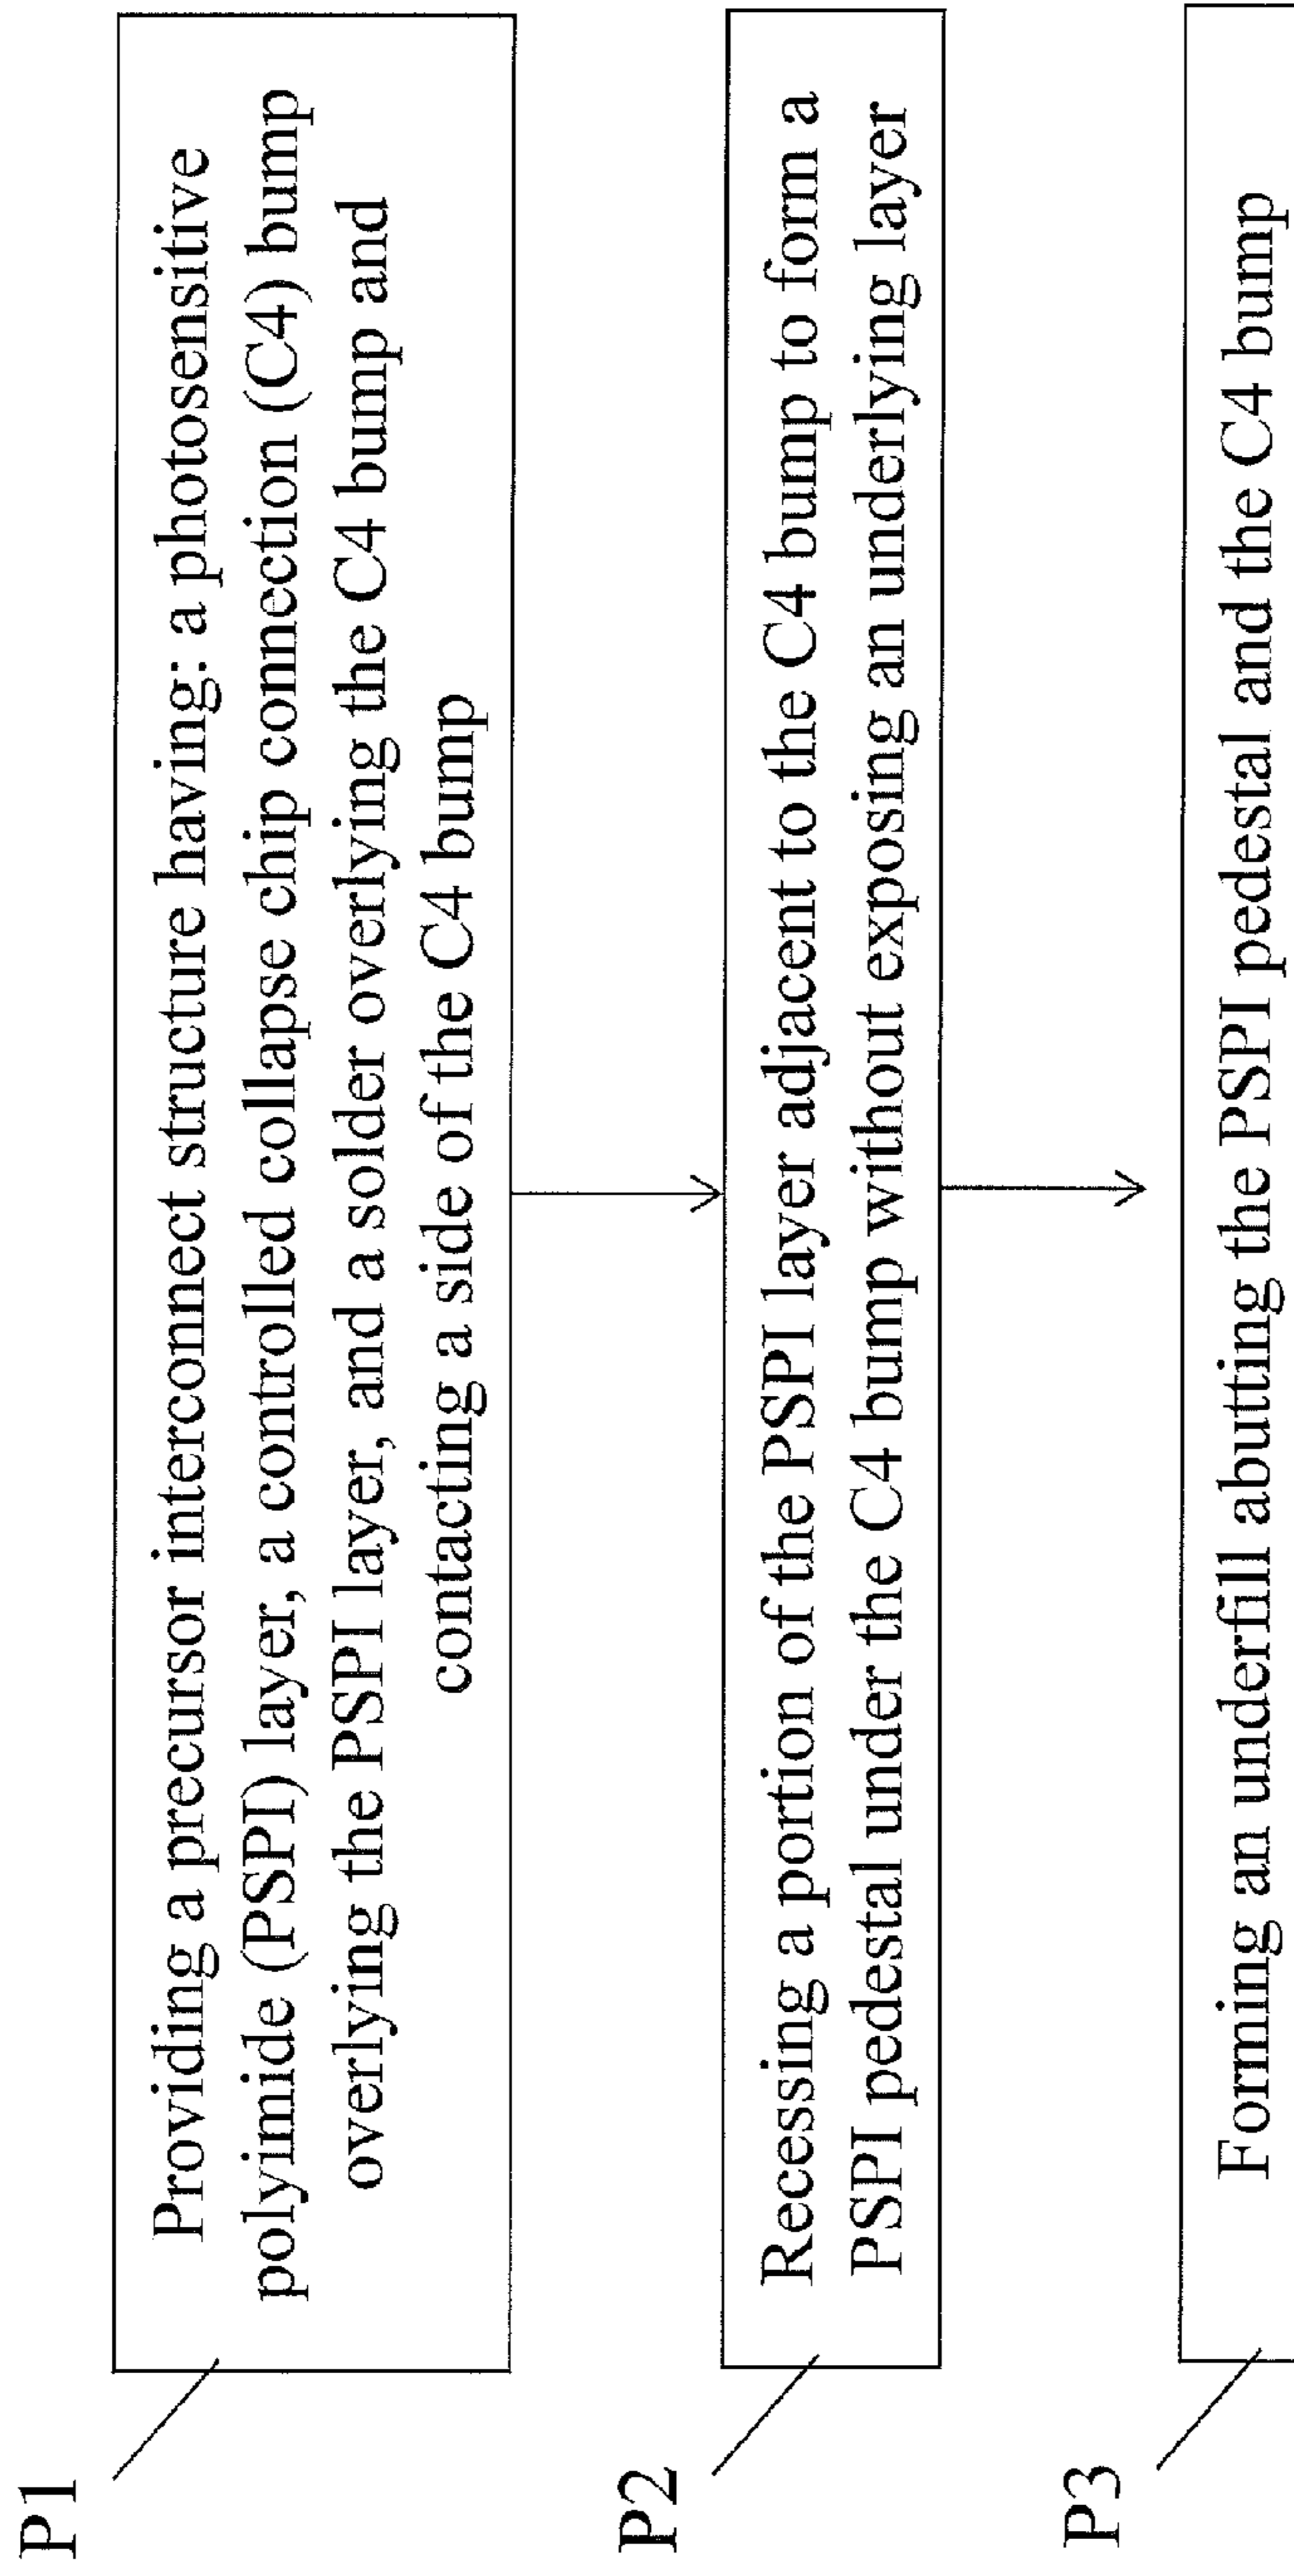 P1
Providing a precursor interconnect structure having: a photosensitive
polyimide (PSPI) layer, a controlled collapse chip connection (C4) bump
overlying the PSPI layer, and a solder overlying the C4 bump and
contacting a side of the C4 bump
P2
Recessing a portion of the PSPI layer adjacent to the C4 bump to form a
PSPI pedestal under the C4 bump without exposing an underlying layer
P3
Forming an underfill abutting the PSPI pedestal and the C4 bump